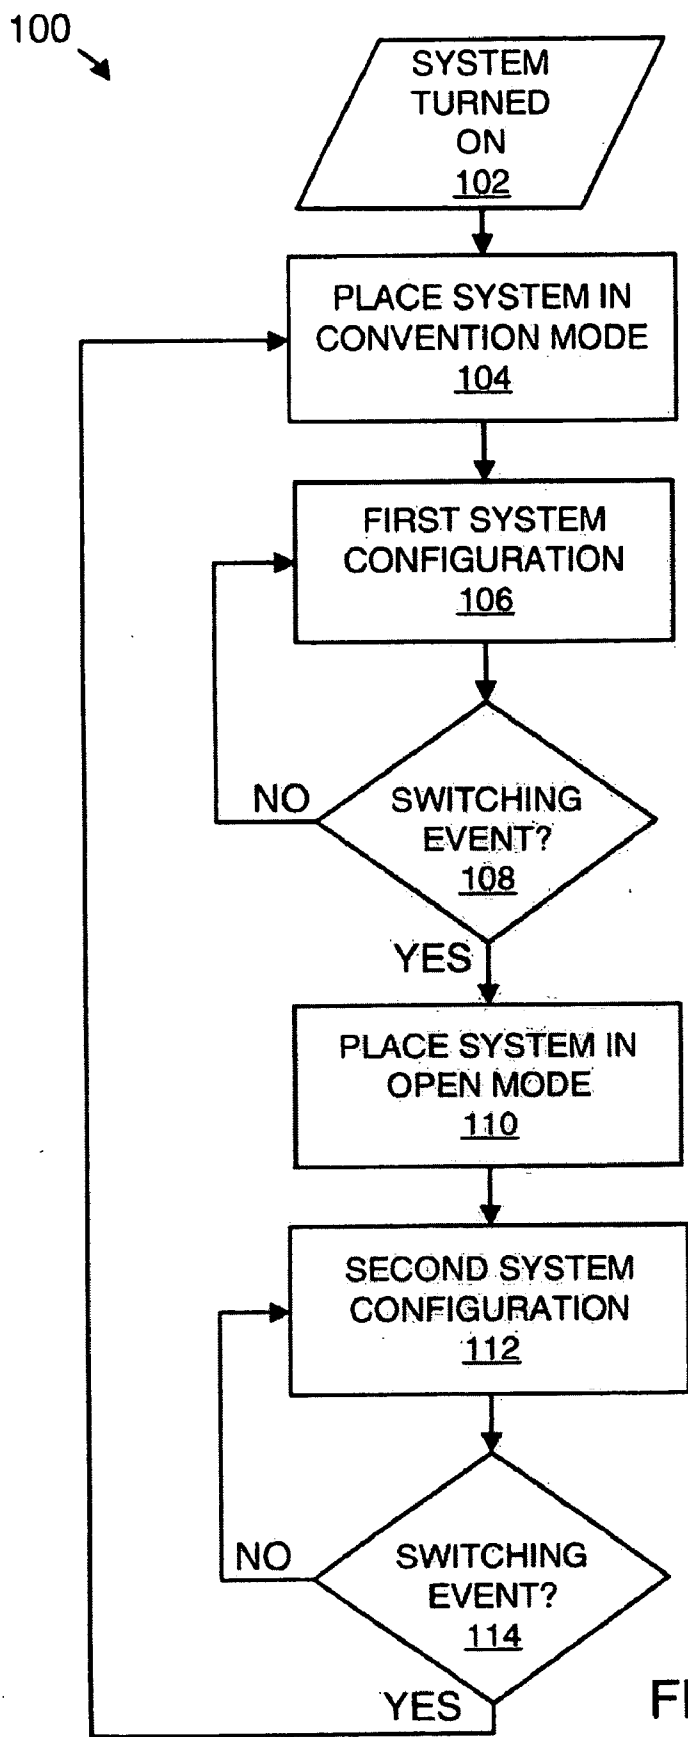 100
SYSTEM
TURNED
ON
102
PLACE SYSTEM IN
CONVENTION MODE
104
FIRST SYSTEM
CONFIGURATION
106
NO
SWITCHING
EVENT?
108
YES
PLACE SYSTEM IN
OPEN MODE
110
SECOND SYSTEM
CONFIGURATION
112
NO
SWITCHING
EVENT?
114
YES